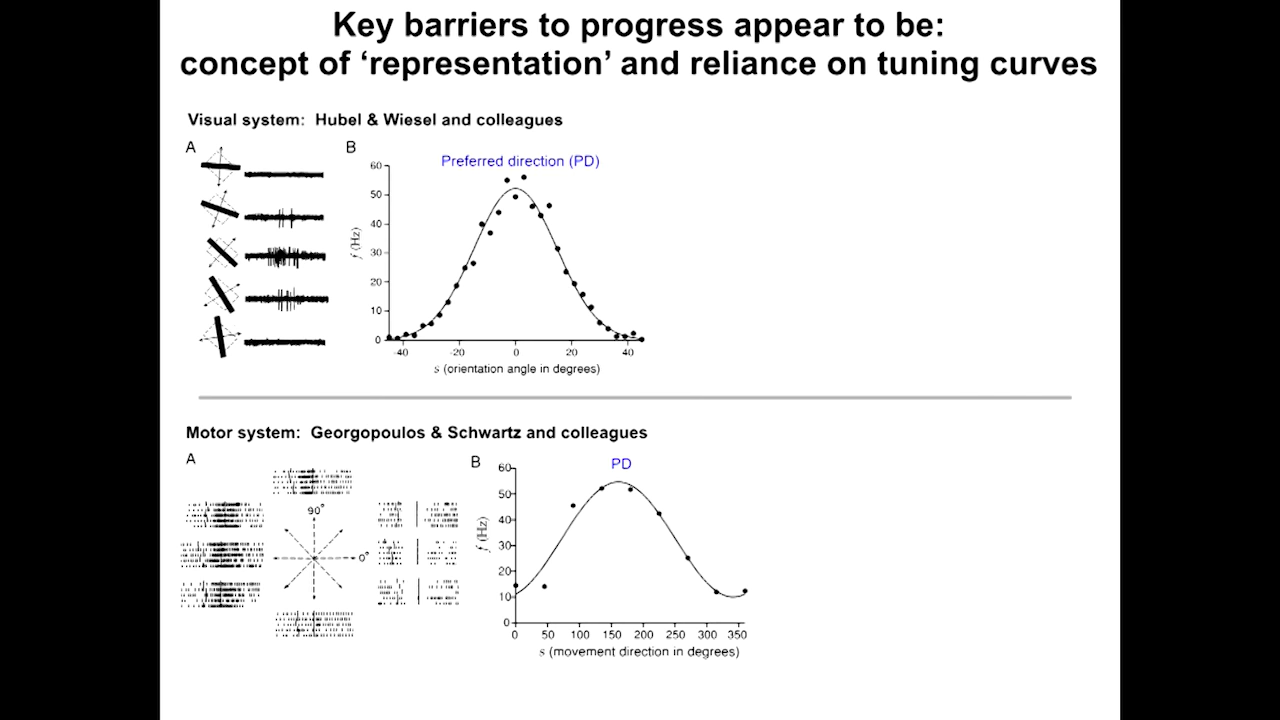 Key barriers to progress appear to be:
concept of ‘representation’ and reliance on tuning curves
Visual system: Hubel & Wiesel and colleagues
A
B
Preferred direction (PD)
60
50
40
30
20
10
0
f (Hz)
-40 -20 0 20 40
s (orientation angle in degrees)
Motor system: Georgopoulos & Schwartz and colleagues
A
90°
0°
B
PD
60
50
40
30
20
10
0
f (Hz)
0 50 100 150 200 250 300 350
s (movement direction in degrees)